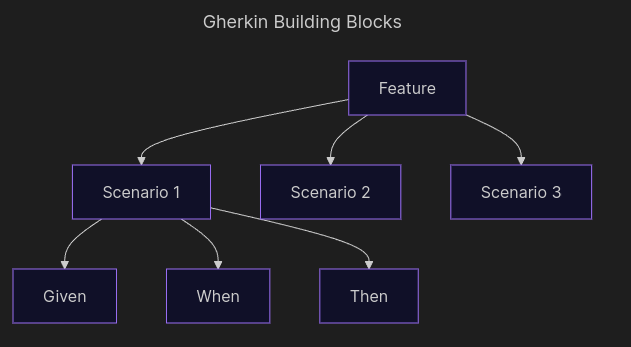 Gherkin Building Blocks
Feature
Scenario 1
Scenario 2
Scenario 3
Given
When
Then